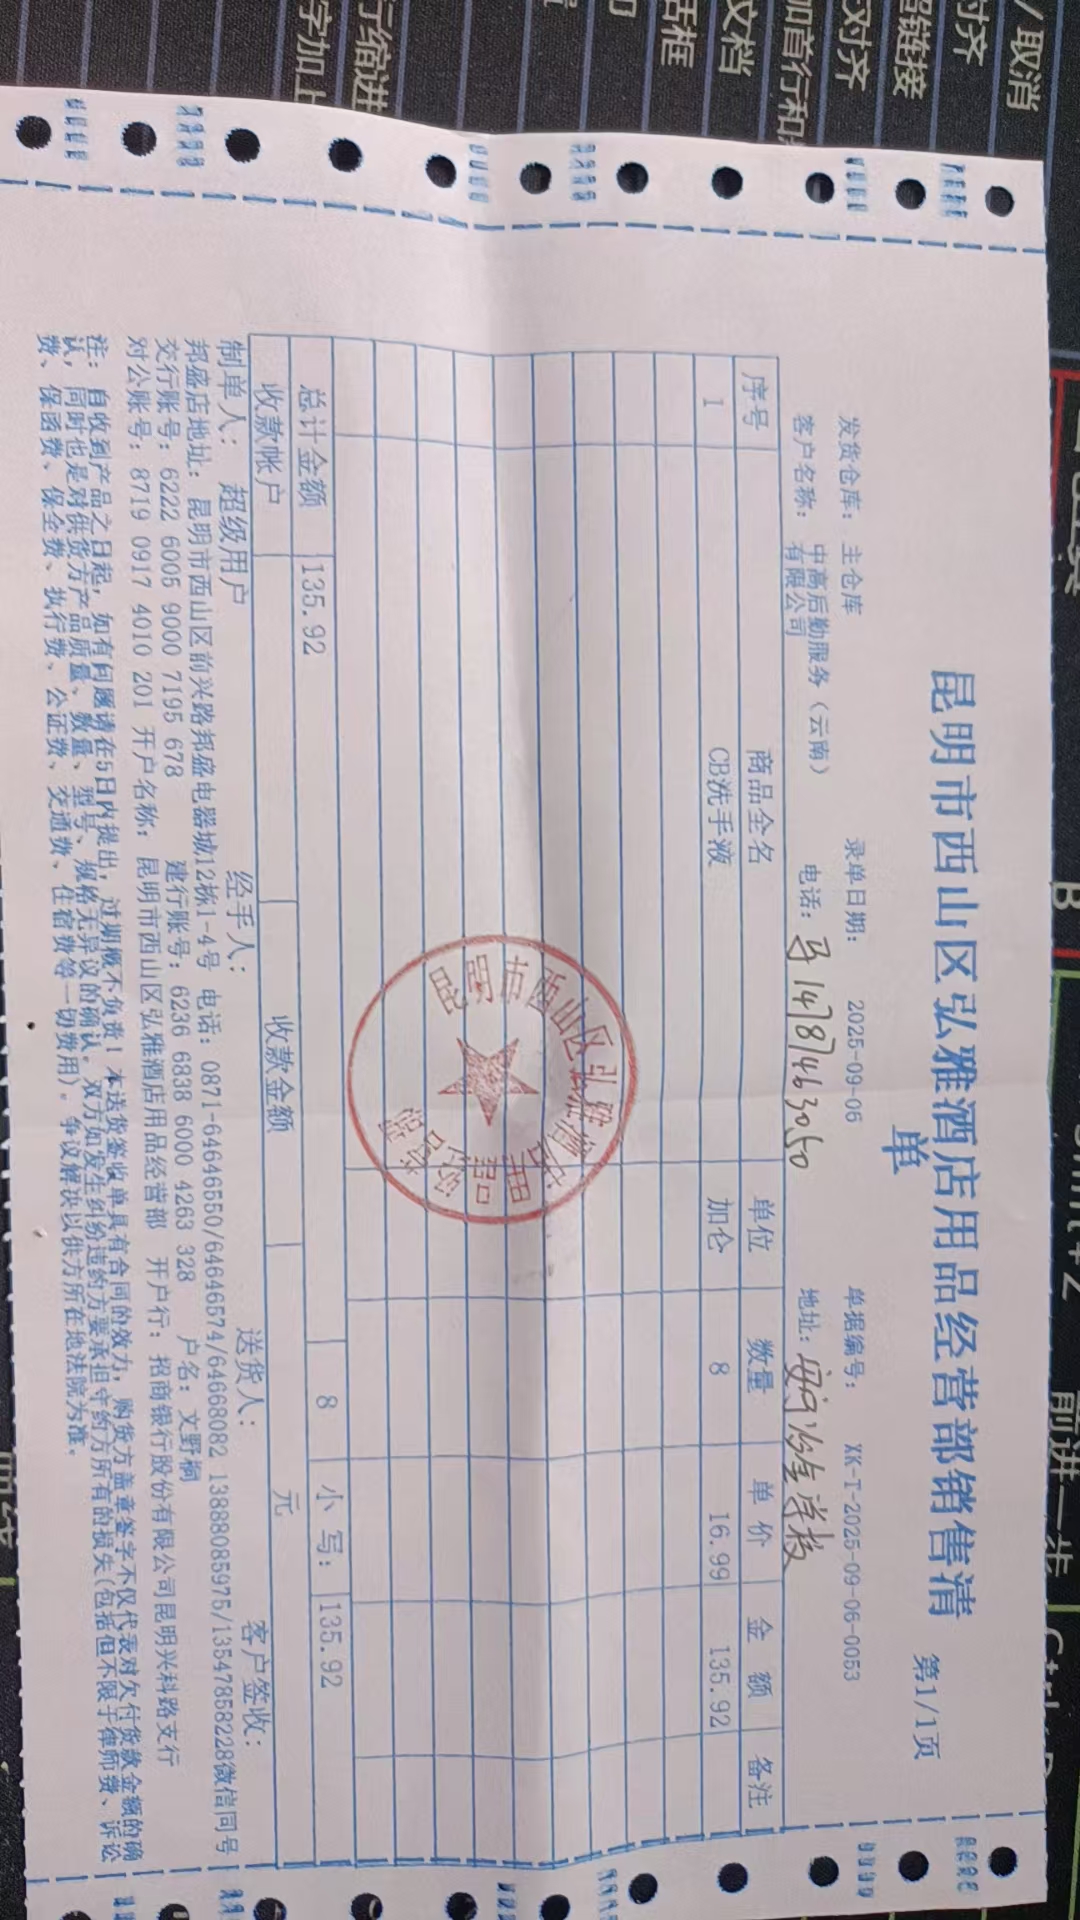 昆明市西山区弘雅酒店用品经营部销售清
单
第1/1页
发货仓库： 主仓库 录单日期： 2025-09-06 单据编号： XK-T-2025-09-06-0053
客户名称： 中高后勤服务（云南）
有限公司
电话： 14787463050 地址：
序号 商品全名 单位 数量 单价 金额 备注
1 CB洗手液 加仑 8 16.99 135.92
总计金额 135.92 8 小写： 135.92
收款帐户 收款金额 元
制单人： 超级用户 经手人： 送货人： 客户签收：
邦盛店地址： 昆明市西山区前兴路邦盛电器城12栋1-4号 电话： 0871-64646550/64646574/64668082 13888085975/13547858228微信同号
交行账号： 6222 6005 9000 7195 678 建行账号： 6236 6838 6000 4263 328 户名： 文野桐
对公账号： 8719 0917 4010 201 开户名称： 昆明市西山区弘雅酒店用品经营部 开户行： 招商银行股份有限公司昆明兴科路支行
注： 自收到产品之日起， 如有问题请在5日内提出， 过期概不负责！本送货签收单具有合同的效力， 购货方盖章签字不仅代表对欠付货款金额的确
认， 同时也是对供货方产品质量、数量、型号、规格无异议的确认。双方如发生纠纷违约方要承担守约方所有的损失(包括但不限于律师费、诉讼
费、保函费、保全费、执行费、公证费、交通费、住宿费等一切费用)。争议解决以供方所在地法院为准。
昆明市西山区弘雅酒店用品经营部